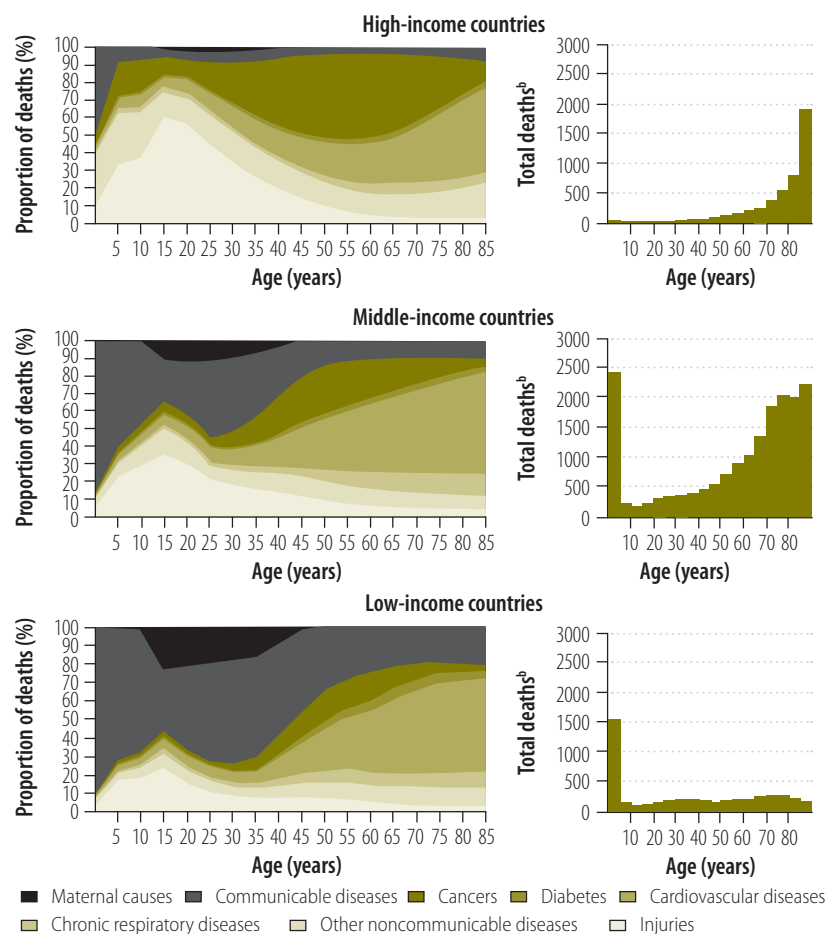 High-income countries
Proportion of deaths (%)
100
90
80
70
60
50
40
30
20
10
0
5 10 15 20 25 30 35 40 45 50 55 60 65 70 75 80 85
Age (years)
Total deathsᵇ
3000
2500
2000
1500
1000
500
0
10 20 30 40 50 60 70 80
Age (years)
Middle-income countries
Proportion of deaths (%)
100
90
80
70
60
50
40
30
20
10
0
5 10 15 20 25 30 35 40 45 50 55 60 65 70 75 80 85
Age (years)
Total deathsᵇ
3000
2500
2000
1500
1000
500
0
10 20 30 40 50 60 70 80
Age (years)
Low-income countries
Proportion of deaths (%)
100
90
80
70
60
50
40
30
20
10
0
5 10 15 20 25 30 35 40 45 50 55 60 65 70 75 80 85
Age (years)
Total deathsᵇ
3000
2500
2000
1500
1000
500
0
10 20 30 40 50 60 70 80
Age (years)
Maternal causes Communicable diseases Cancers Diabetes Cardiovascular diseases
Chronic respiratory diseases Other noncommunicable diseases Injuries